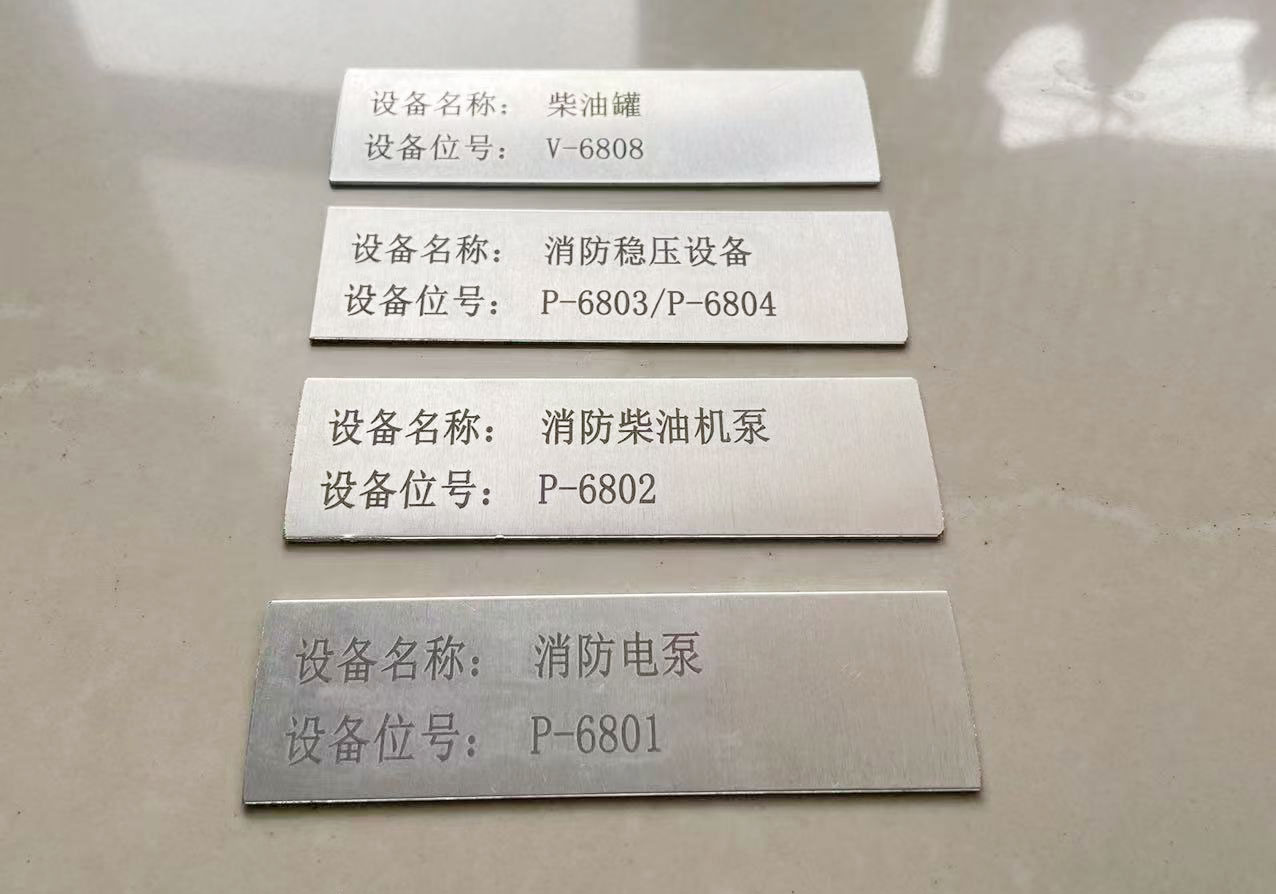 设备名称： 柴油罐
设备位号： V-6808
设备名称： 消防稳压设备
设备位号： P-6803/P-6804
设备名称： 消防柴油机泵
设备位号： P-6802
设备名称： 消防电泵
设备位号： P-6801